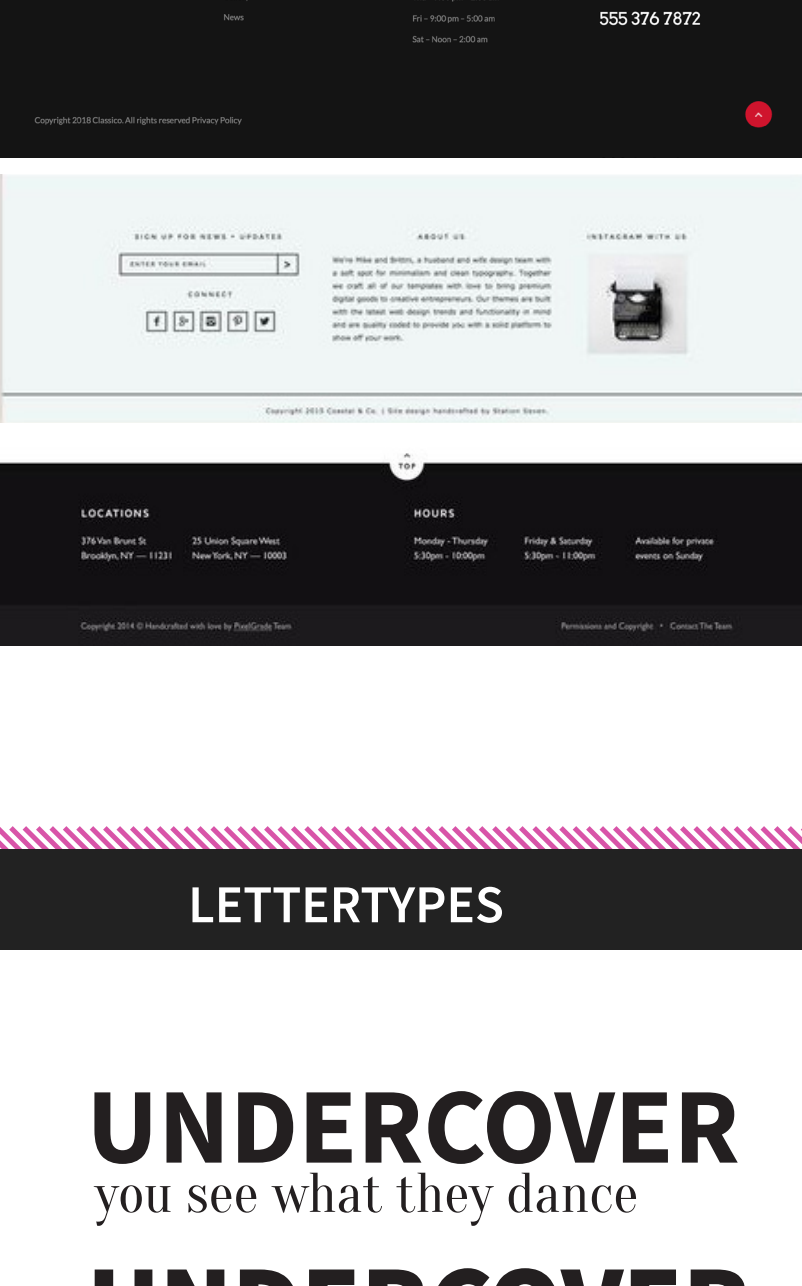 News
Fri – 9:00 pm – 5:00 am
Sat – Noon – 2:00 am
555 376 7872
Copyright 2018 Classico. All rights reserved Privacy Policy
SIGN UP FOR NEWS + UPDATES
ENTER YOUR EMAIL
>
CONNECT
ABOUT US
We're Mike and Brittni, a husband and wife design team with
a soft spot for minimalism and clean typography. Together
we craft all of our templates with love to bring premium
digital goods to creative entrepreneurs. Our themes are built
with the latest web design trends and functionality in mind
and are quality coded to provide you with a solid platform to
show off your work.
INSTAGRAM WITH US
Copyright 2015 Coastal & Co. | Site design handcrafted by Station Seven.
TOP
LOCATIONS
376 Van Brunt St
Brooklyn, NY — 11231
25 Union Square West
New York, NY — 10003
HOURS
Monday - Thursday
5:30pm - 10:00pm
Friday & Saturday
5:30pm - 11:00pm
Available for private
events on Sunday
Copyright 2014 © Handcrafted with love by PixelGrade Team
Permissions and Copyright • Contact The Team
LETTERTYPES
UNDERCOVER
you see what they dance
UNDERCOVER